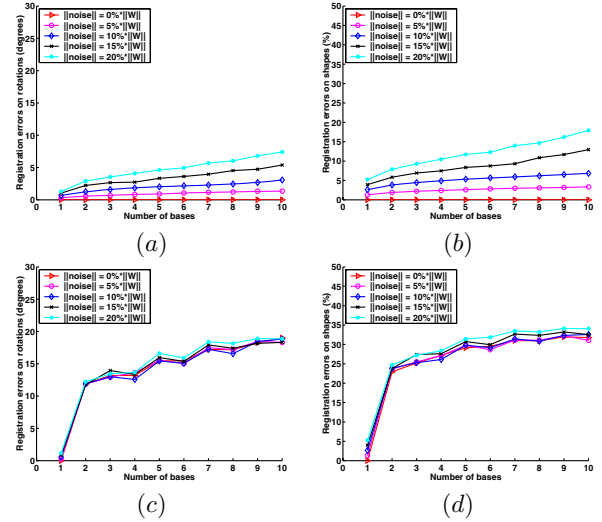 Registration errors on rotations (degrees)
30
25
20
15
10
5
0
0 1 2 3 4 5 6 7 8 9 10
Number of bases
||noise|| = 0%*||W||
||noise|| = 5%*||W||
||noise|| = 10%*||W||
||noise|| = 15%*||W||
||noise|| = 20%*||W||
(a)
Registration errors on shapes (%)
50
45
40
35
30
25
20
15
10
5
0
0 1 2 3 4 5 6 7 8 9 10
Number of bases
||noise|| = 0%*||W||
||noise|| = 5%*||W||
||noise|| = 10%*||W||
||noise|| = 15%*||W||
||noise|| = 20%*||W||
(b)
Registration errors on rotations (degrees)
30
25
20
15
10
5
0
0 1 2 3 4 5 6 7 8 9 10
Number of bases
||noise|| = 0%*||W||
||noise|| = 5%*||W||
||noise|| = 10%*||W||
||noise|| = 15%*||W||
||noise|| = 20%*||W||
(c)
Registration errors on shapes (%)
50
45
40
35
30
25
20
15
10
5
0
0 1 2 3 4 5 6 7 8 9 10
Number of bases
||noise|| = 0%*||W||
||noise|| = 5%*||W||
||noise|| = 10%*||W||
||noise|| = 15%*||W||
||noise|| = 20%*||W||
(d)